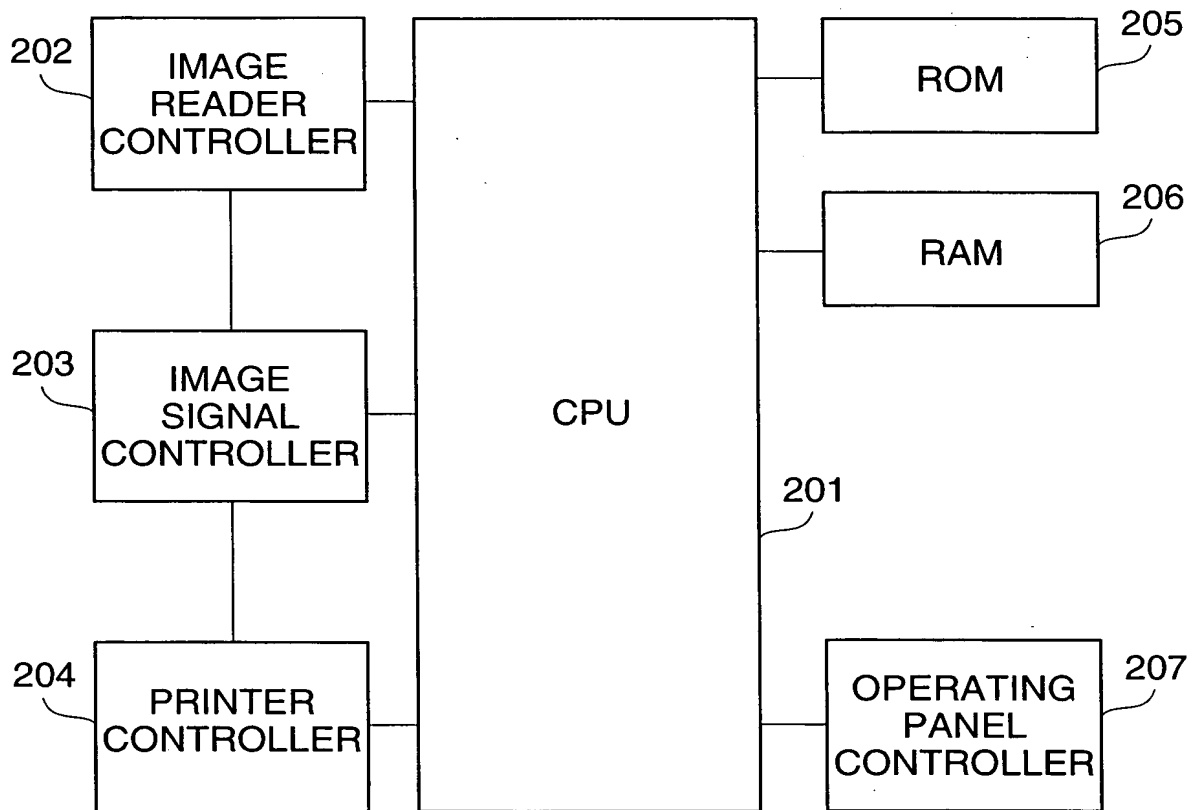 202
IMAGE
READER
CONTROLLER
203
IMAGE
SIGNAL
CONTROLLER
204
PRINTER
CONTROLLER
CPU
201
205
ROM
206
RAM
207
OPERATING
PANEL
CONTROLLER